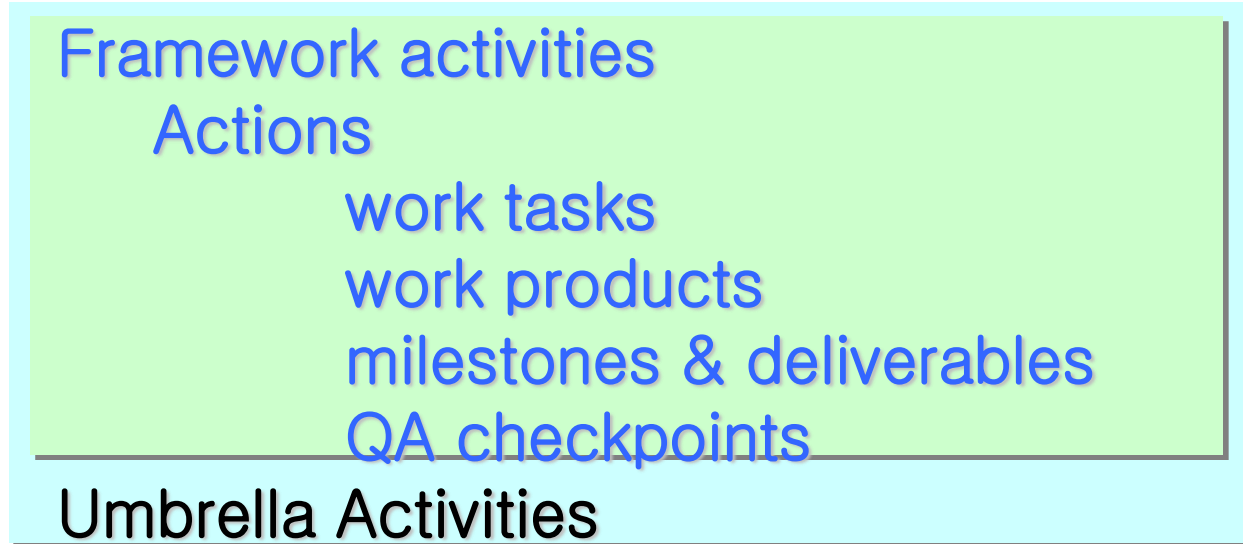 Framework activities
Actions
work tasks
work products
milestones & deliverables
QA checkpoints
Umbrella Activities